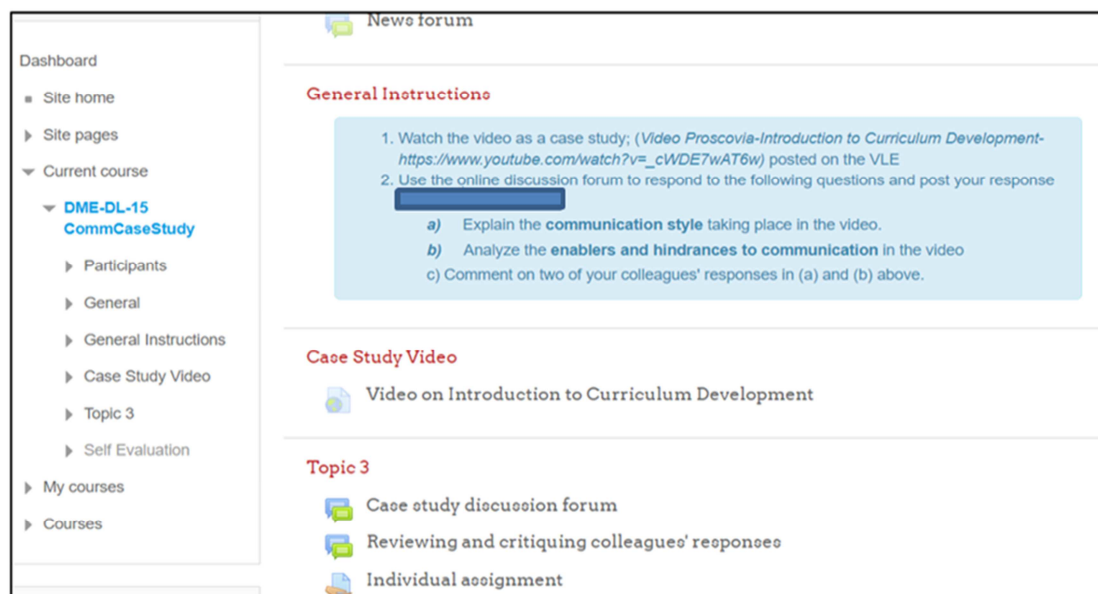 News forum
Dashboard
Site home
Site pages
Current course
DME-DL-15
CommCaseStudy
Participants
General
General Instructions
Case Study Video
Topic 3
Self Evaluation
My courses
Courses
General Instructions
1. Watch the video as a case study; (Video Proscovia-Introduction to Curriculum Development-
https://www.youtube.com/watch?v=_cWDE7wAT6w) posted on the VLE
2. Use the online discussion forum to respond to the following questions and post your response
a) Explain the communication style taking place in the video.
b) Analyze the enablers and hindrances to communication in the video
c) Comment on two of your colleagues' responses in (a) and (b) above.
Case Study Video
Video on Introduction to Curriculum Development
Topic 3
Case study discussion forum
Reviewing and critiquing colleagues' responses
Individual assignment